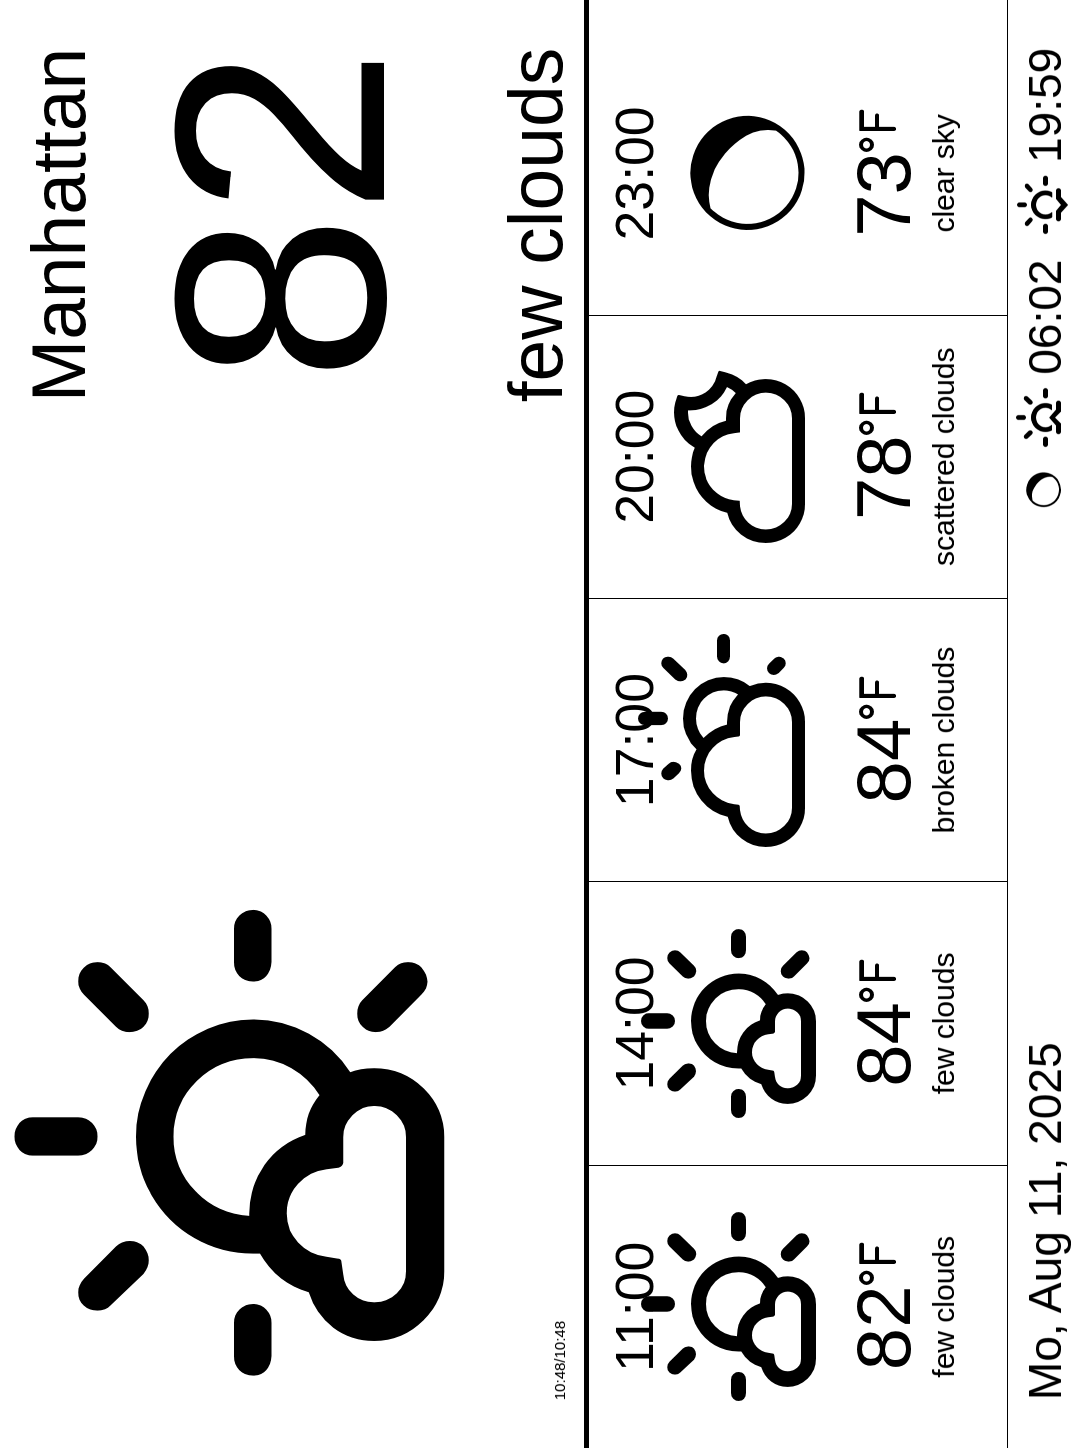 Manhattan
82
few clouds
10:48/10:48
11:00
82°F
few clouds
14:00
84°F
few clouds
17:00
84°F
broken clouds
20:00
78°F
scattered clouds
23:00
73°F
clear sky
Mo, Aug 11, 2025
06:02
19:59